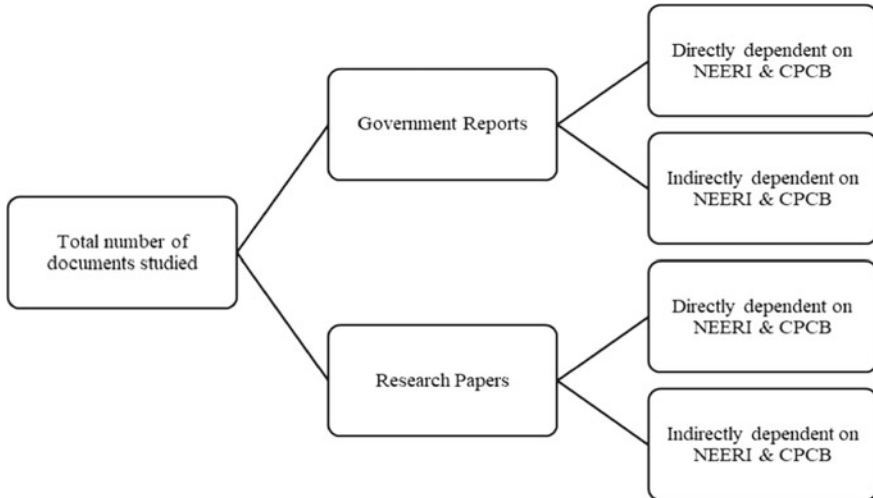 Total number of
documents studied
Government Reports
Directly dependent on
NEERI & CPCB
Indirectly dependent on
NEERI & CPCB
Research Papers
Directly dependent on
NEERI & CPCB
Indirectly dependent on
NEERI & CPCB